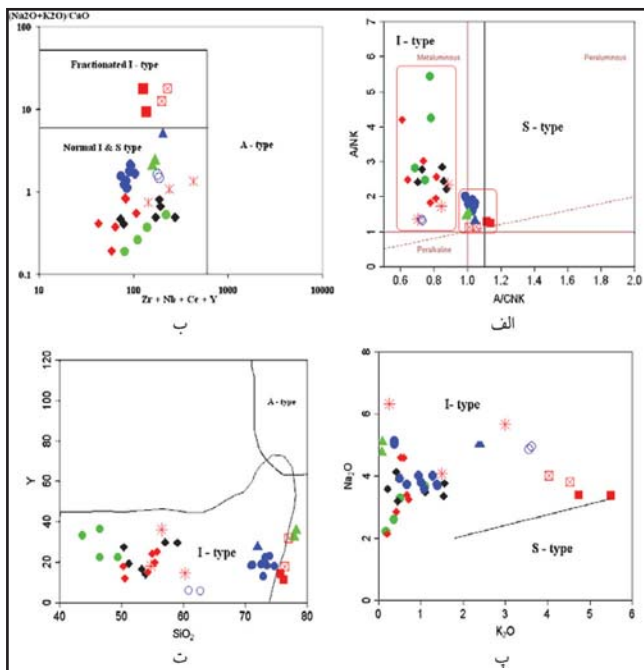 (Na2O+K2O)/CaO
100
10
1
0.1
Fractionated I - type
Normal I & S type
A - type
10
100
1000
10000
Zr + Nb + Ce + Y
ب
A/NK
7
6
5
4
3
2
1
0
I - type
Metaluminous
Peraluminous
S - type
Peralkaline
0.6
0.8
1.0
1.2
1.4
1.6
1.8
2.0
A/CNK
الف
Y
120
100
80
60
40
20
0
A - type
I - type
40
50
60
70
80
SiO2
ت
Na2O
8
6
4
2
0
I - type
S - type
0
1
2
3
4
5
6
K2O
پ